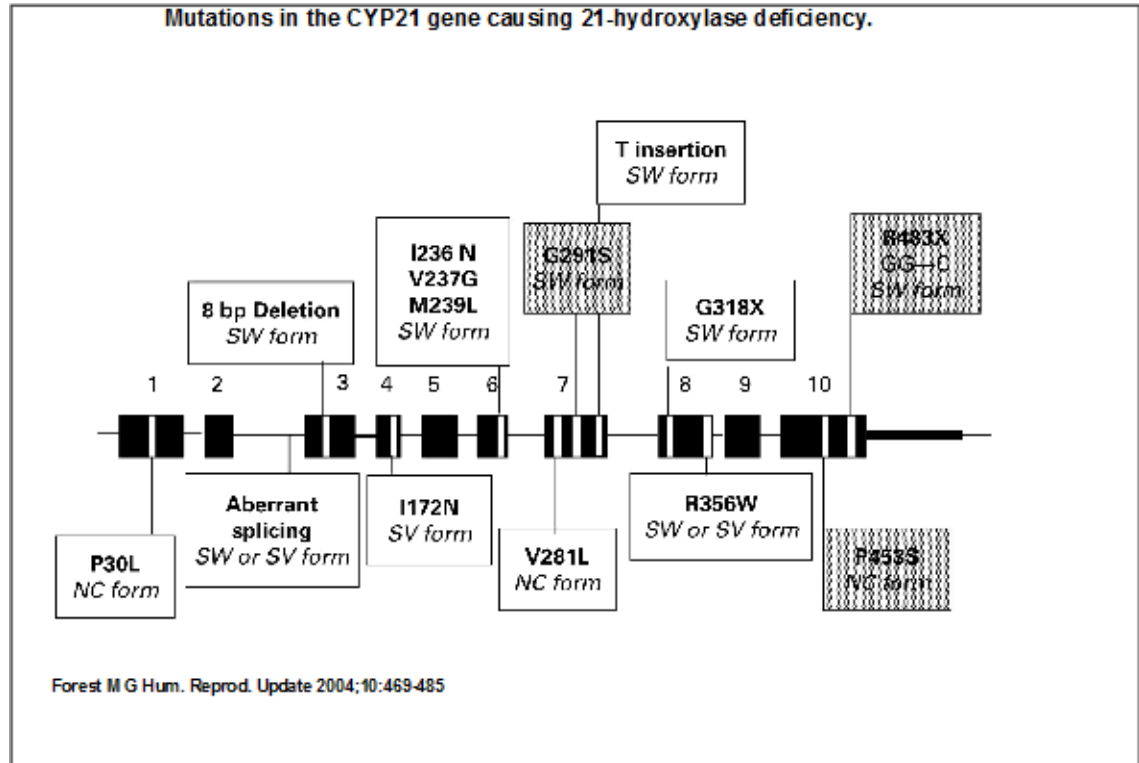 Mutations in the CYP21 gene causing 21-hydroxylase deficiency.
T insertion
SW form
I236 N
V237G
M239L
SW form
G291S
SW form
R483X
GG→C
SW form
8 bp Deletion
SW form
G318X
SW form
1 2 3 4 5 6 7 8 9 10
Aberrant
splicing
SW or SV form
I172N
SV form
R356W
SW or SV form
P30L
NC form
V281L
NC form
P453S
NC form
Forest M G Hum. Reprod. Update 2004;10:469-485